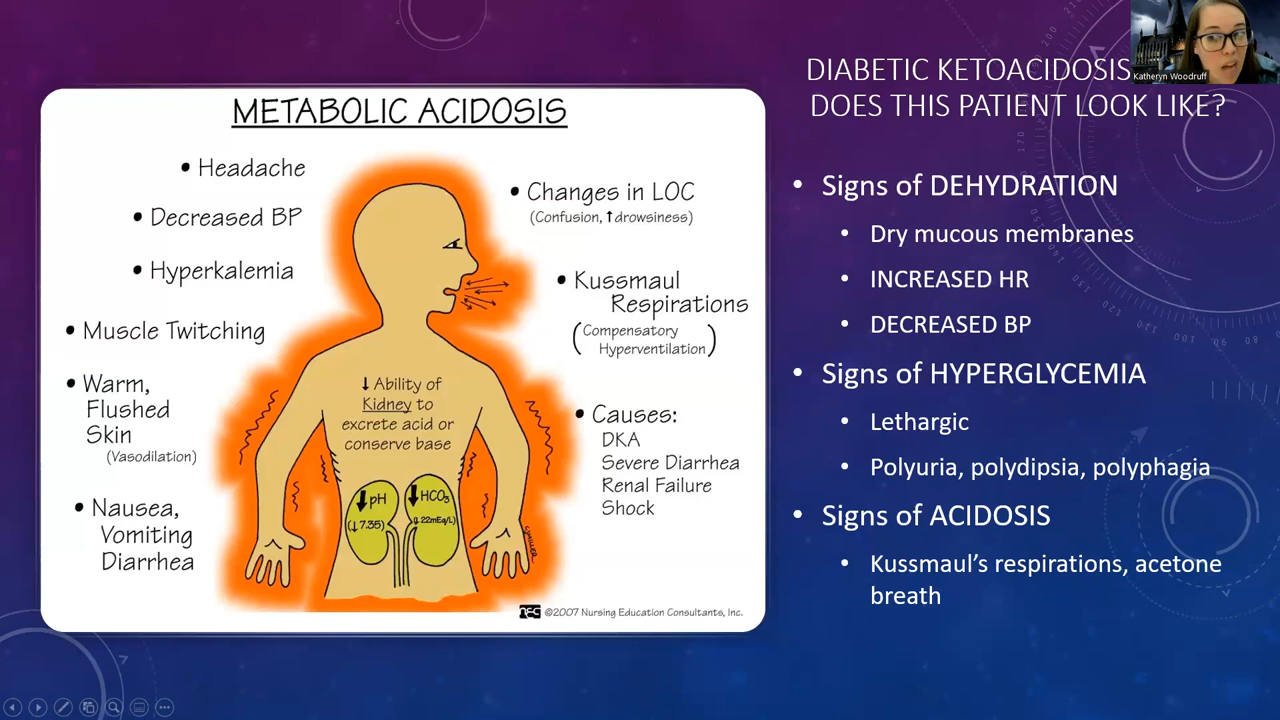 METABOLIC ACIDOSIS
• Headache
• Decreased BP
• Hyperkalemia
• Muscle Twitching
• Warm,
Flushed
Skin
(Vasodilation)
• Nausea,
Vomiting
Diarrhea
• Changes in LOC
(Confusion, ↑drowsiness)
• Kussmaul
Respirations
(Compensatory
Hyperventilation)
• Causes:
DKA
Severe Diarrhea
Renal Failure
Shock
↓ Ability of
Kidney to
excrete acid or
conserve base
↓pH
(↓7.35)
↓HCO₃
(↓22mEq/L)
©2007 Nursing Education Consultants, Inc.
DIABETIC KETOACIDOSIS
DOES THIS PATIENT LOOK LIKE?
Katheryn Woodruff
• Signs of DEHYDRATION
• Dry mucous membranes
• INCREASED HR
• DECREASED BP
• Signs of HYPERGLYCEMIA
• Lethargic
• Polyuria, polydipsia, polyphagia
• Signs of ACIDOSIS
• Kussmaul’s respirations, acetone
breath